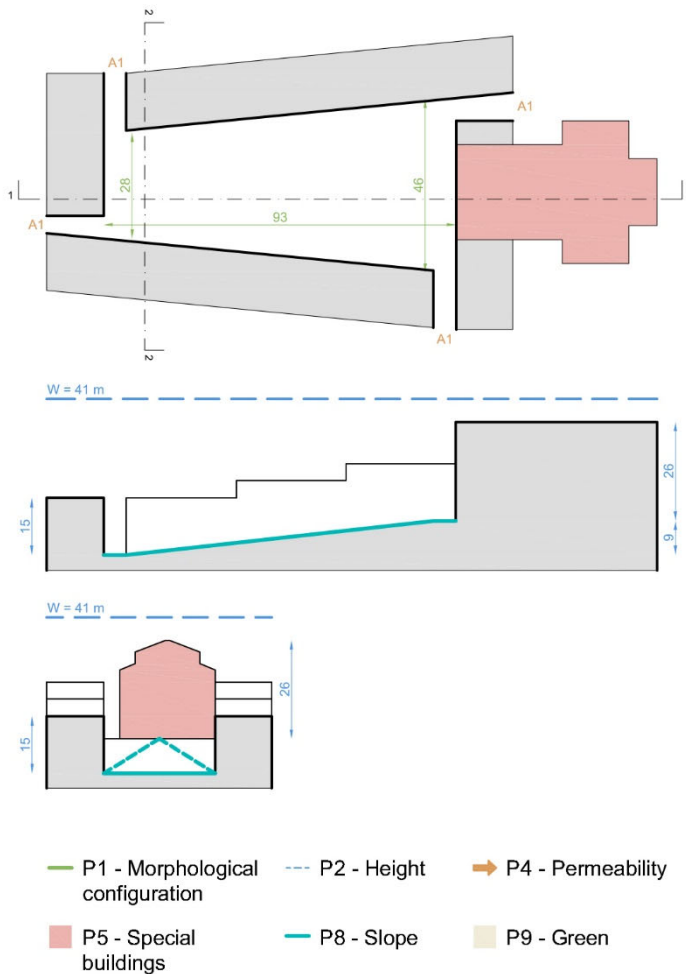 2
A1
A1
1
28
46
1
93
A1
2
A1
W = 41 m
26
15
9
W = 41 m
26
15
P1 - Morphological
configuration
P2 - Height
P4 - Permeability
P5 - Special
buildings
P8 - Slope
P9 - Green